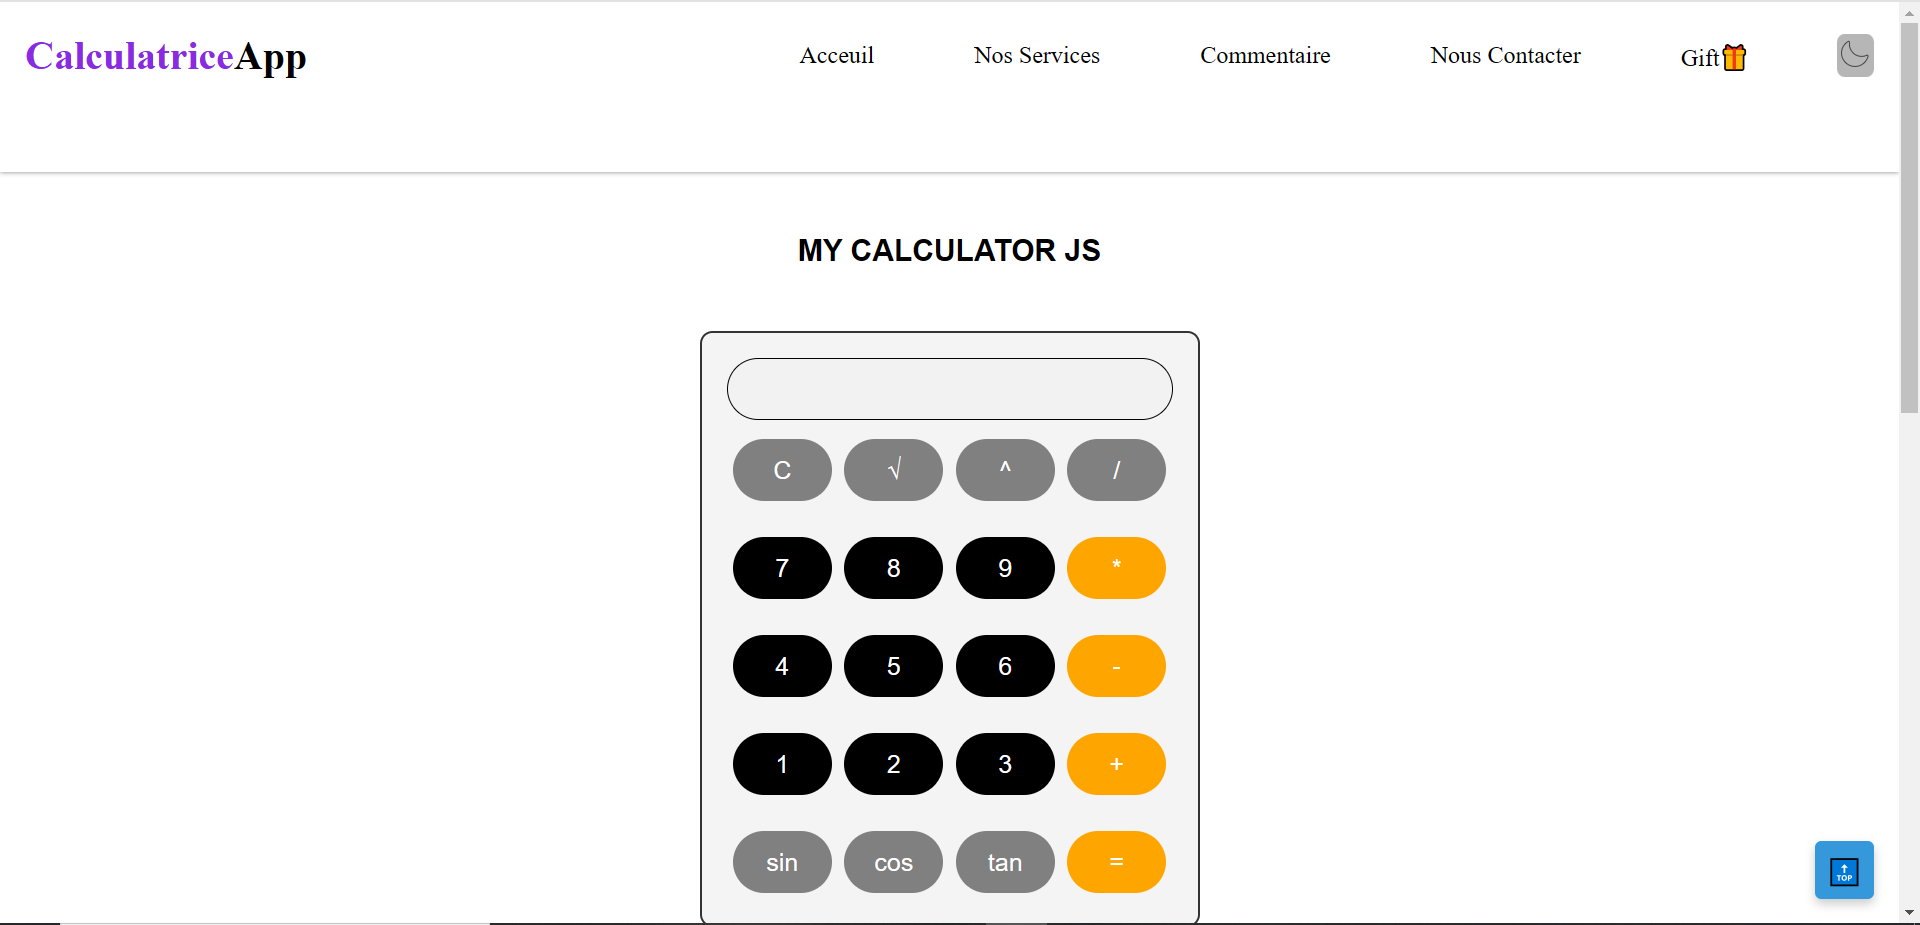 CalculatriceApp Acceuil Nos Services Commentaire Nous Contacter Gift🎁
MY CALCULATOR JS
C √ ^ /
7 8 9 *
4 5 6 -
1 2 3 +
sin cos tan =
TOP